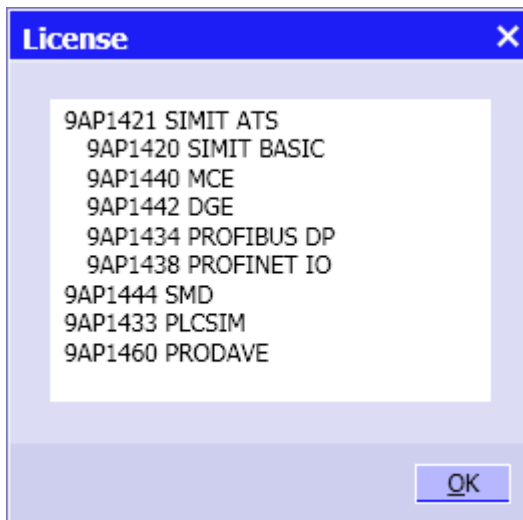 License
9AP1421 SIMIT ATS
9AP1420 SIMIT BASIC
9AP1440 MCE
9AP1442 DGE
9AP1434 PROFIBUS DP
9AP1438 PROFINET IO
9AP1444 SMD
9AP1433 PLCSIM
9AP1460 PRODAVE
OK